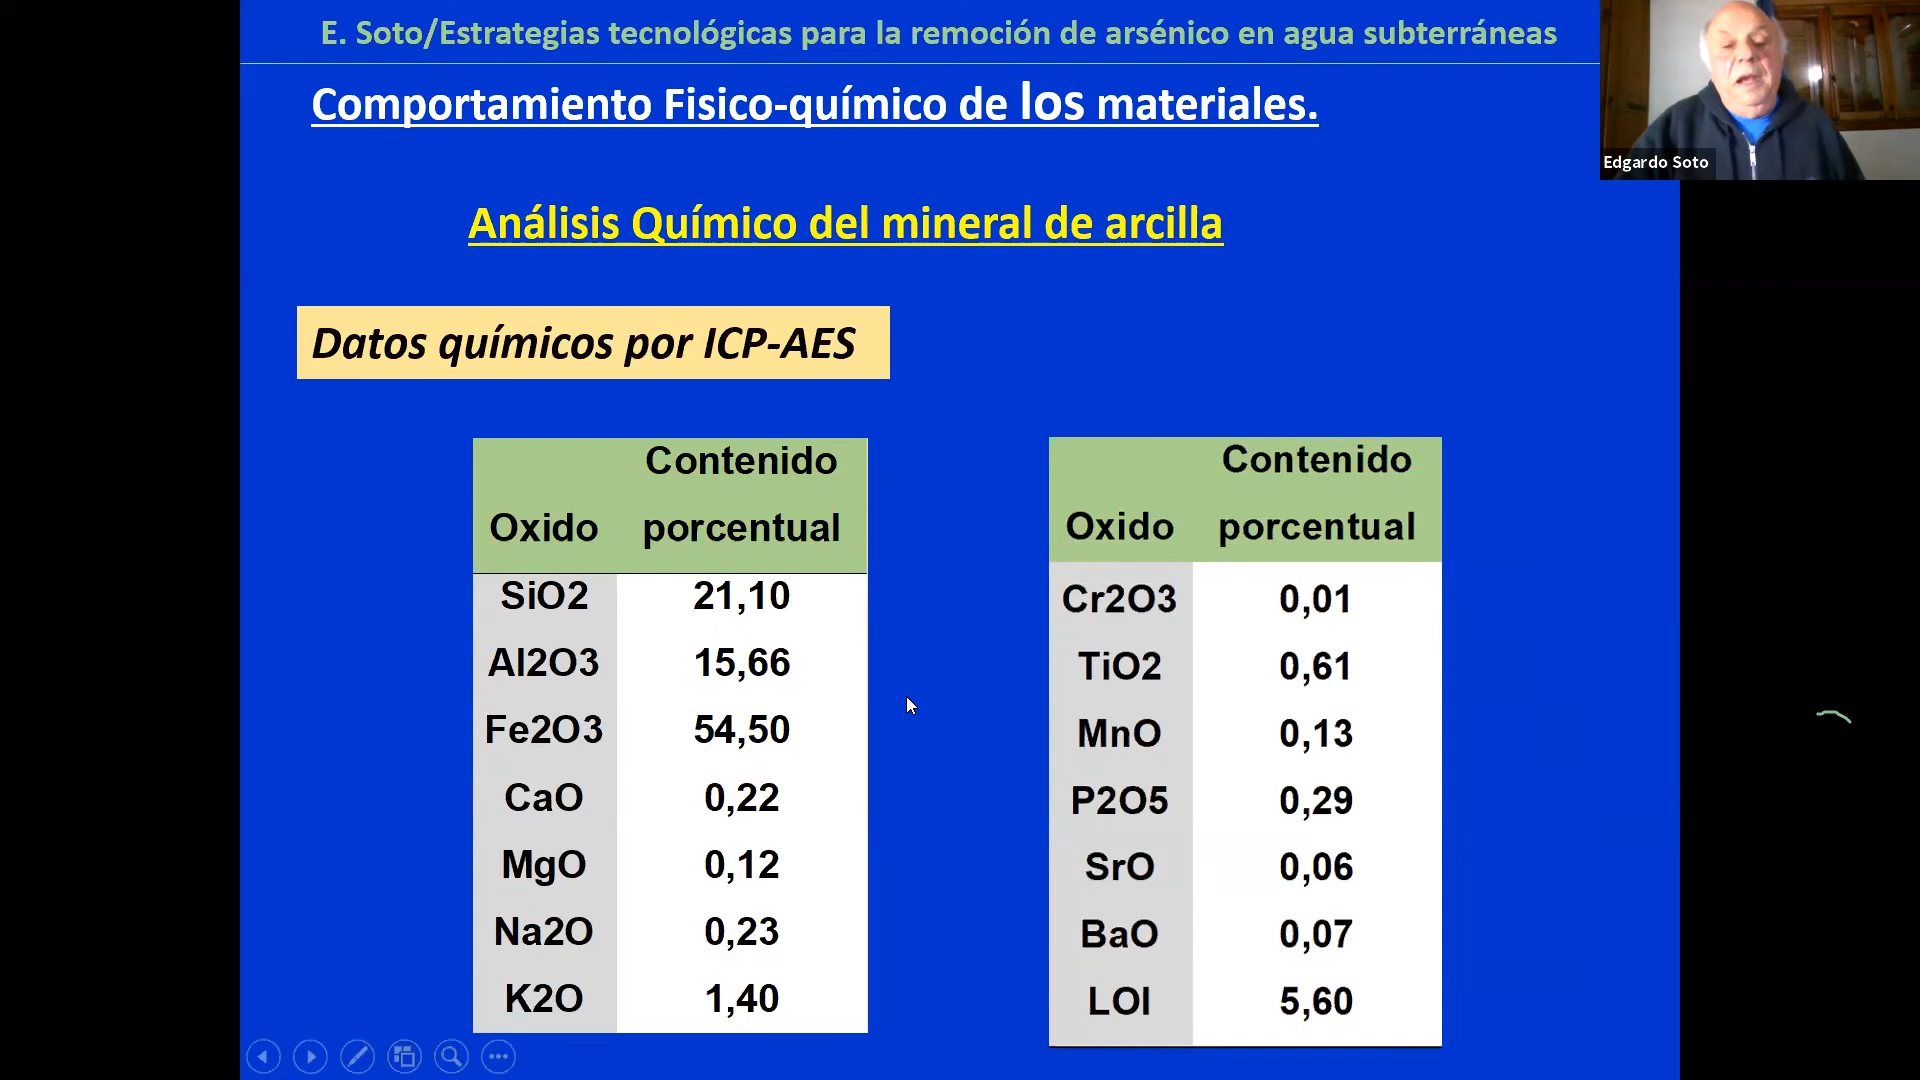 E. Soto/Estrategias tecnológicas para la remoción de arsénico en agua subterráneas
Comportamiento Fisico-químico de los materiales.
Edgardo Soto
Análisis Químico del mineral de arcilla
Datos químicos por ICP-AES
Oxido Contenido porcentual
SiO2 21,10
Al2O3 15,66
Fe2O3 54,50
CaO 0,22
MgO 0,12
Na2O 0,23
K2O 1,40
Oxido Contenido porcentual
Cr2O3 0,01
TiO2 0,61
MnO 0,13
P2O5 0,29
SrO 0,06
BaO 0,07
LOI 5,60